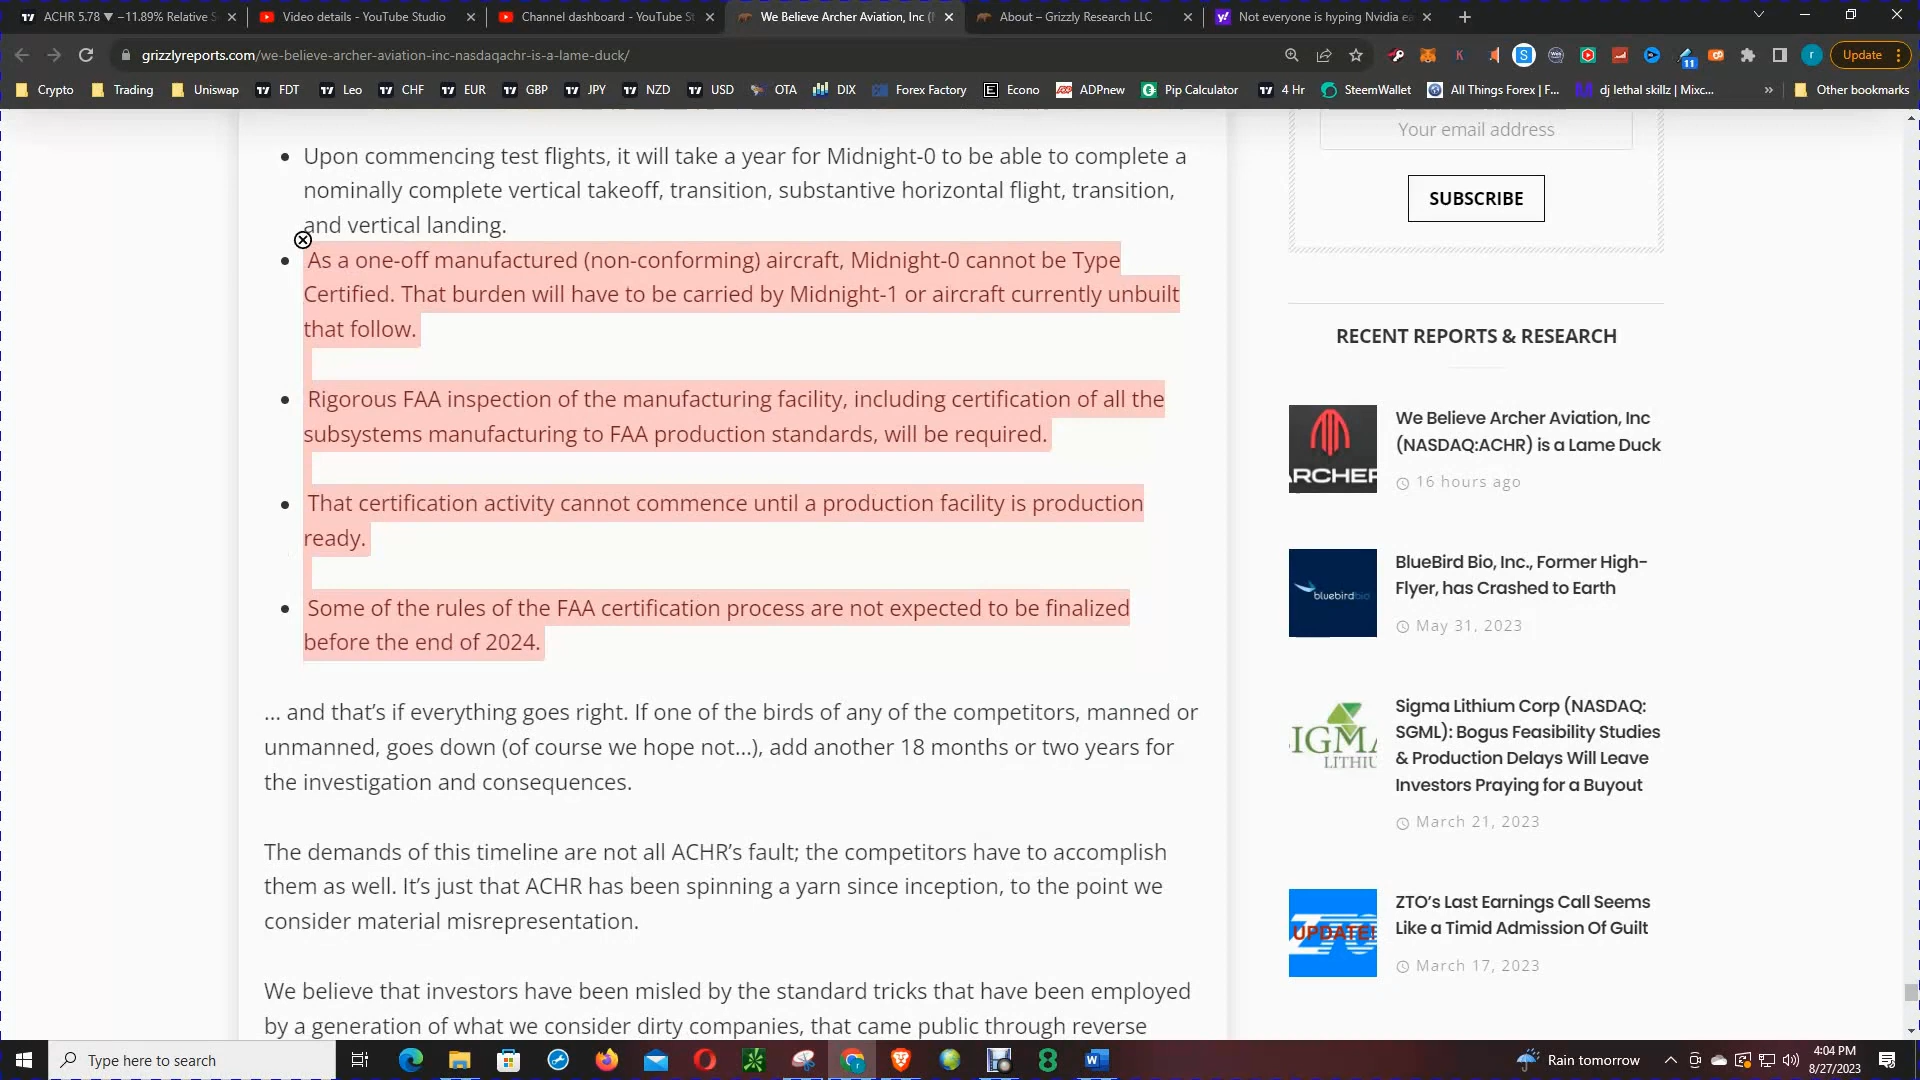 ACHR 5.78 ▼ −11.89% Relative S
Video details - YouTube Studio
Channel dashboard - YouTube St
We Believe Archer Aviation, Inc (
About – Grizzly Research LLC
Not everyone is hyping Nvidia ea
grizzlyreports.com/we-believe-archer-aviation-inc-nasdaqachr-is-a-lame-duck/
11
Update
Crypto
Trading
Uniswap
FDT
Leo
CHF
EUR
GBP
JPY
NZD
USD
OTA
DIX
Forex Factory
Econo
ADPnew
Pip Calculator
4 Hr
SteemWallet
All Things Forex | F...
dj lethal skillz | Mixc...
»
Other bookmarks
• Upon commencing test flights, it will take a year for Midnight-0 to be able to complete a
nominally complete vertical takeoff, transition, substantive horizontal flight, transition,
and vertical landing.
• As a one-off manufactured (non-conforming) aircraft, Midnight-0 cannot be Type
Certified. That burden will have to be carried by Midnight-1 or aircraft currently unbuilt
that follow.
• Rigorous FAA inspection of the manufacturing facility, including certification of all the
subsystems manufacturing to FAA production standards, will be required.
• That certification activity cannot commence until a production facility is production
ready.
• Some of the rules of the FAA certification process are not expected to be finalized
before the end of 2024.
... and that's if everything goes right. If one of the birds of any of the competitors, manned or
unmanned, goes down (of course we hope not...), add another 18 months or two years for
the investigation and consequences.
The demands of this timeline are not all ACHR's fault; the competitors have to accomplish
them as well. It's just that ACHR has been spinning a yarn since inception, to the point we
consider material misrepresentation.
We believe that investors have been misled by the standard tricks that have been employed
by a generation of what we consider dirty companies, that came public through reverse
Your email address
SUBSCRIBE
RECENT REPORTS & RESEARCH
ARCHER
We Believe Archer Aviation, Inc
(NASDAQ:ACHR) is a Lame Duck
16 hours ago
bluebirdbio
BlueBird Bio, Inc., Former High-
Flyer, has Crashed to Earth
May 31, 2023
SIGMA
LITHIU
Sigma Lithium Corp (NASDAQ:
SGML): Bogus Feasibility Studies
& Production Delays Will Leave
Investors Praying for a Buyout
March 21, 2023
ZTO
UPDATE!
ZTO's Last Earnings Call Seems
Like a Timid Admission Of Guilt
March 17, 2023
Type here to search
Rain tomorrow
4:04 PM
8/27/2023